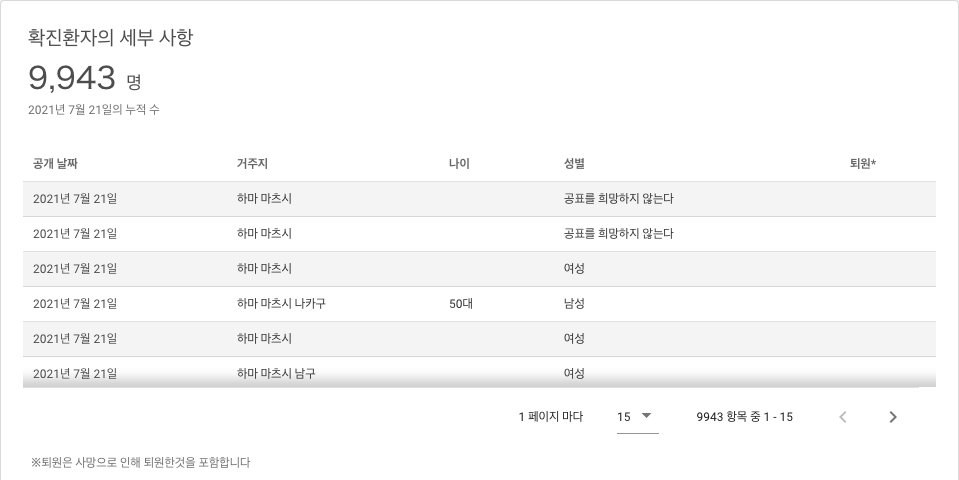 확진환자의 세부 사항
9,943 명
2021년 7월 21일의 누적 수
공개 날짜 거주지 나이 성별 퇴원*
2021년 7월 21일 하마 마츠시 공표를 희망하지 않는다
2021년 7월 21일 하마 마츠시 공표를 희망하지 않는다
2021년 7월 21일 하마 마츠시 여성
2021년 7월 21일 하마 마츠시 나카구 50대 남성
2021년 7월 21일 하마 마츠시 여성
2021년 7월 21일 하마 마츠시 남구 여성
1 페이지 마다 15 9943 항목 중 1 - 15
※퇴원은 사망으로 인해 퇴원한것을 포함합니다